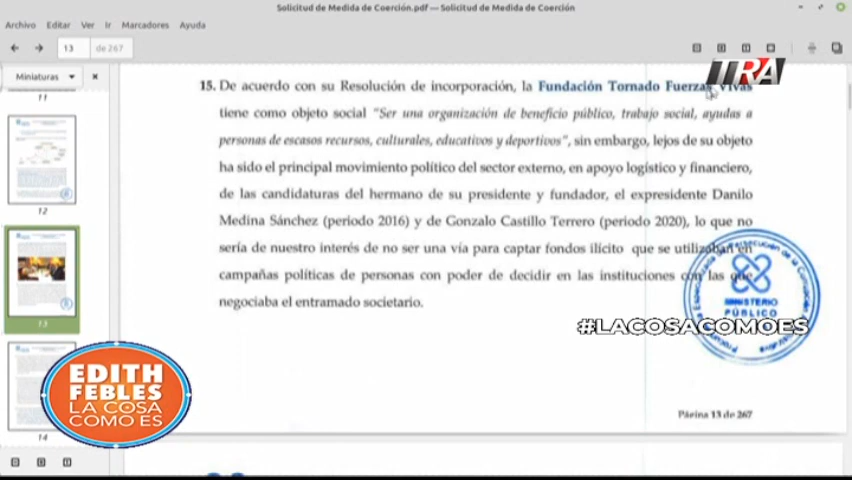 Solicitud de Medida de Coerción.pdf — Solicitud de Medida de Coerción
Archivo Editar Ver Ir Marcadores Ayuda
13 de 267
Miniaturas
11
12
13
14
TRA
15. De acuerdo con su Resolución de incorporación, la Fundación Tornado Fuerzas Vivas
tiene como objeto social "Ser una organización de beneficio público, trabajo social, ayudas a
personas de escasos recursos, culturales, educativos y deportivos", sin embargo, lejos de su objeto
ha sido el principal movimiento político del sector externo, en apoyo logístico y financiero,
de las candidaturas del hermano de su presidente y fundador, el expresidente Danilo
Medina Sánchez (periodo 2016) y de Gonzalo Castillo Terrero (periodo 2020), lo que no
sería de nuestro interés de no ser una vía para captar fondos ilícito que se utilizaban en
campañas políticas de personas con poder de decidir en las instituciones con las que
negociaba el entramado societario.
MINISTERIO
PÚBLICO
#LACOSACOMOES
EDITH
FEBLES
LA COSA
COMO ES
Página 13 de 267